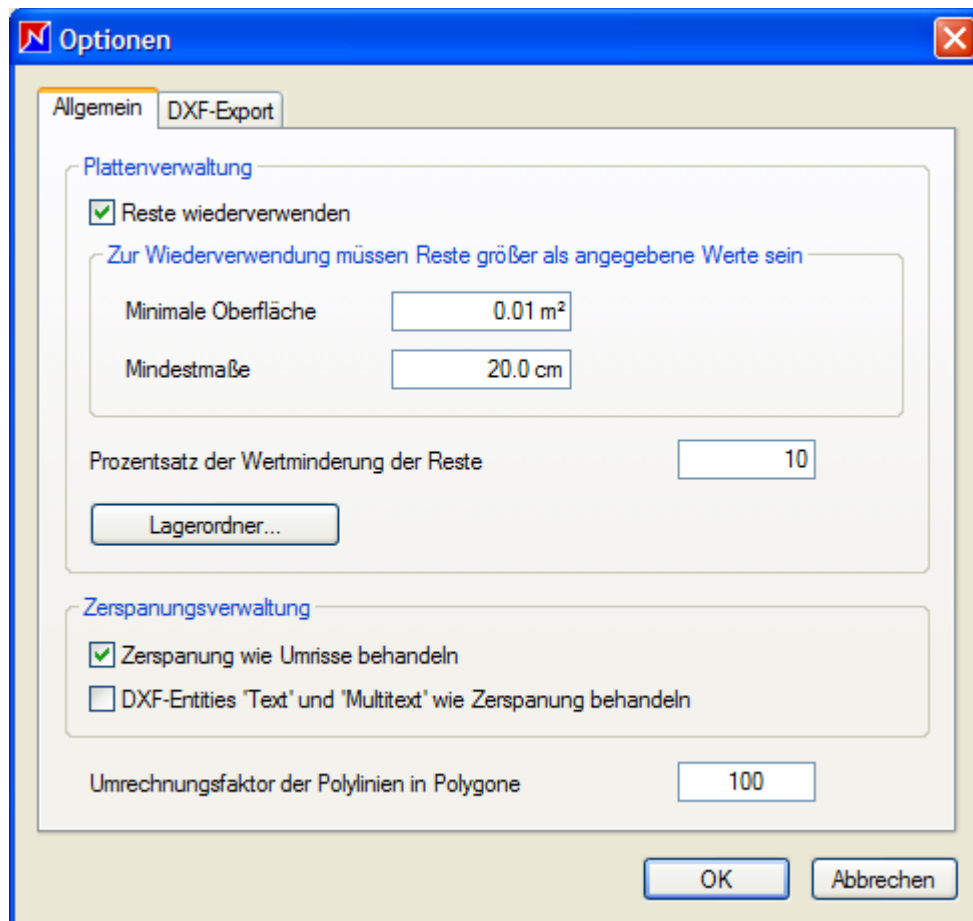 Optionen
Allgemein
DXF-Export
Plattenverwaltung
Reste wiederverwenden
Zur Wiederverwendung müssen Reste größer als angegebene Werte sein
Minimale Oberfläche
0.01 m²
Mindestmaße
20.0 cm
Prozentsatz der Wertminderung der Reste
10
Lagerordner...
Zerspanungsverwaltung
Zerspanung wie Umrisse behandeln
DXF-Entities 'Text' und 'Multitext' wie Zerspanung behandeln
Umrechnungsfaktor der Polylinien in Polygone
100
OK
Abbrechen